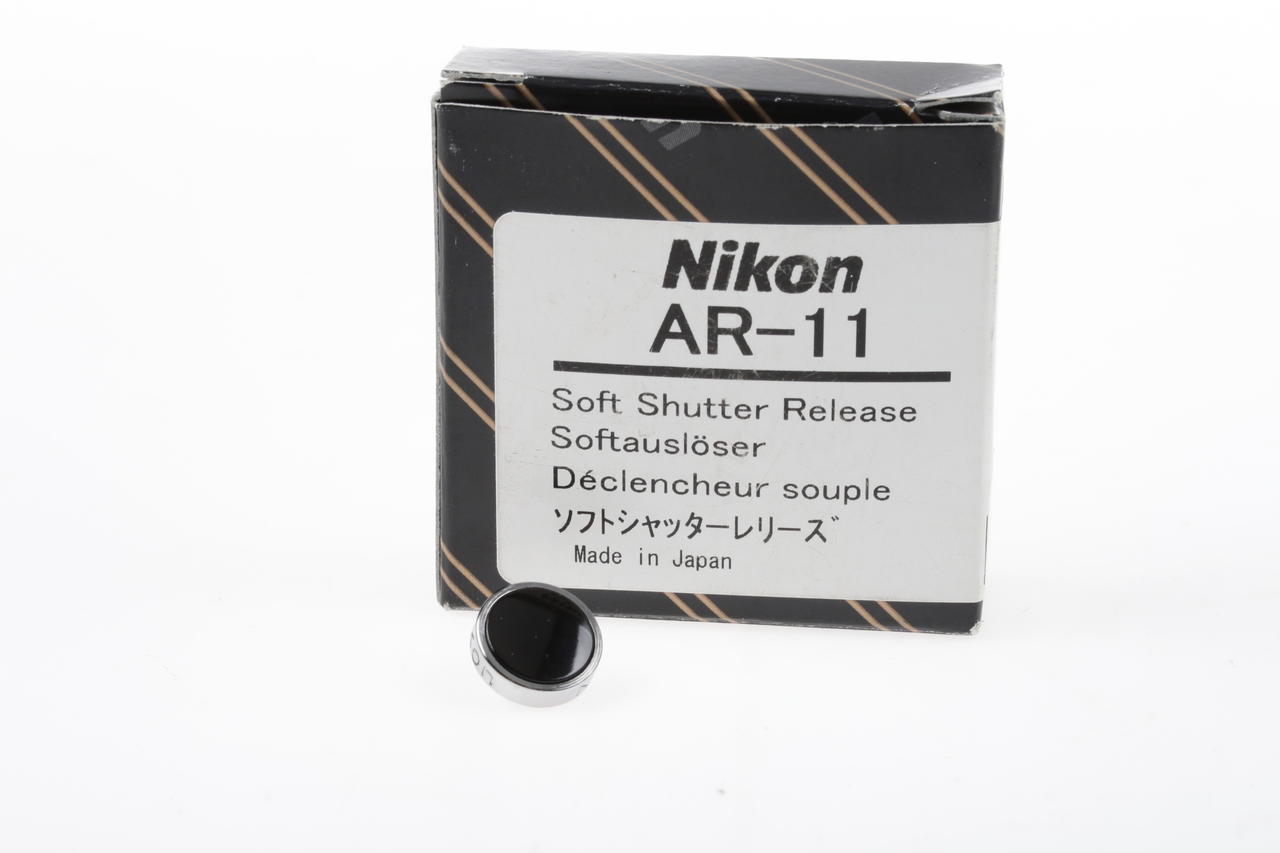 Nikon
AR-11
Soft Shutter Release
Softauslöser
Déclencheur souple
ソフトシャッターレリーズ
Made in Japan